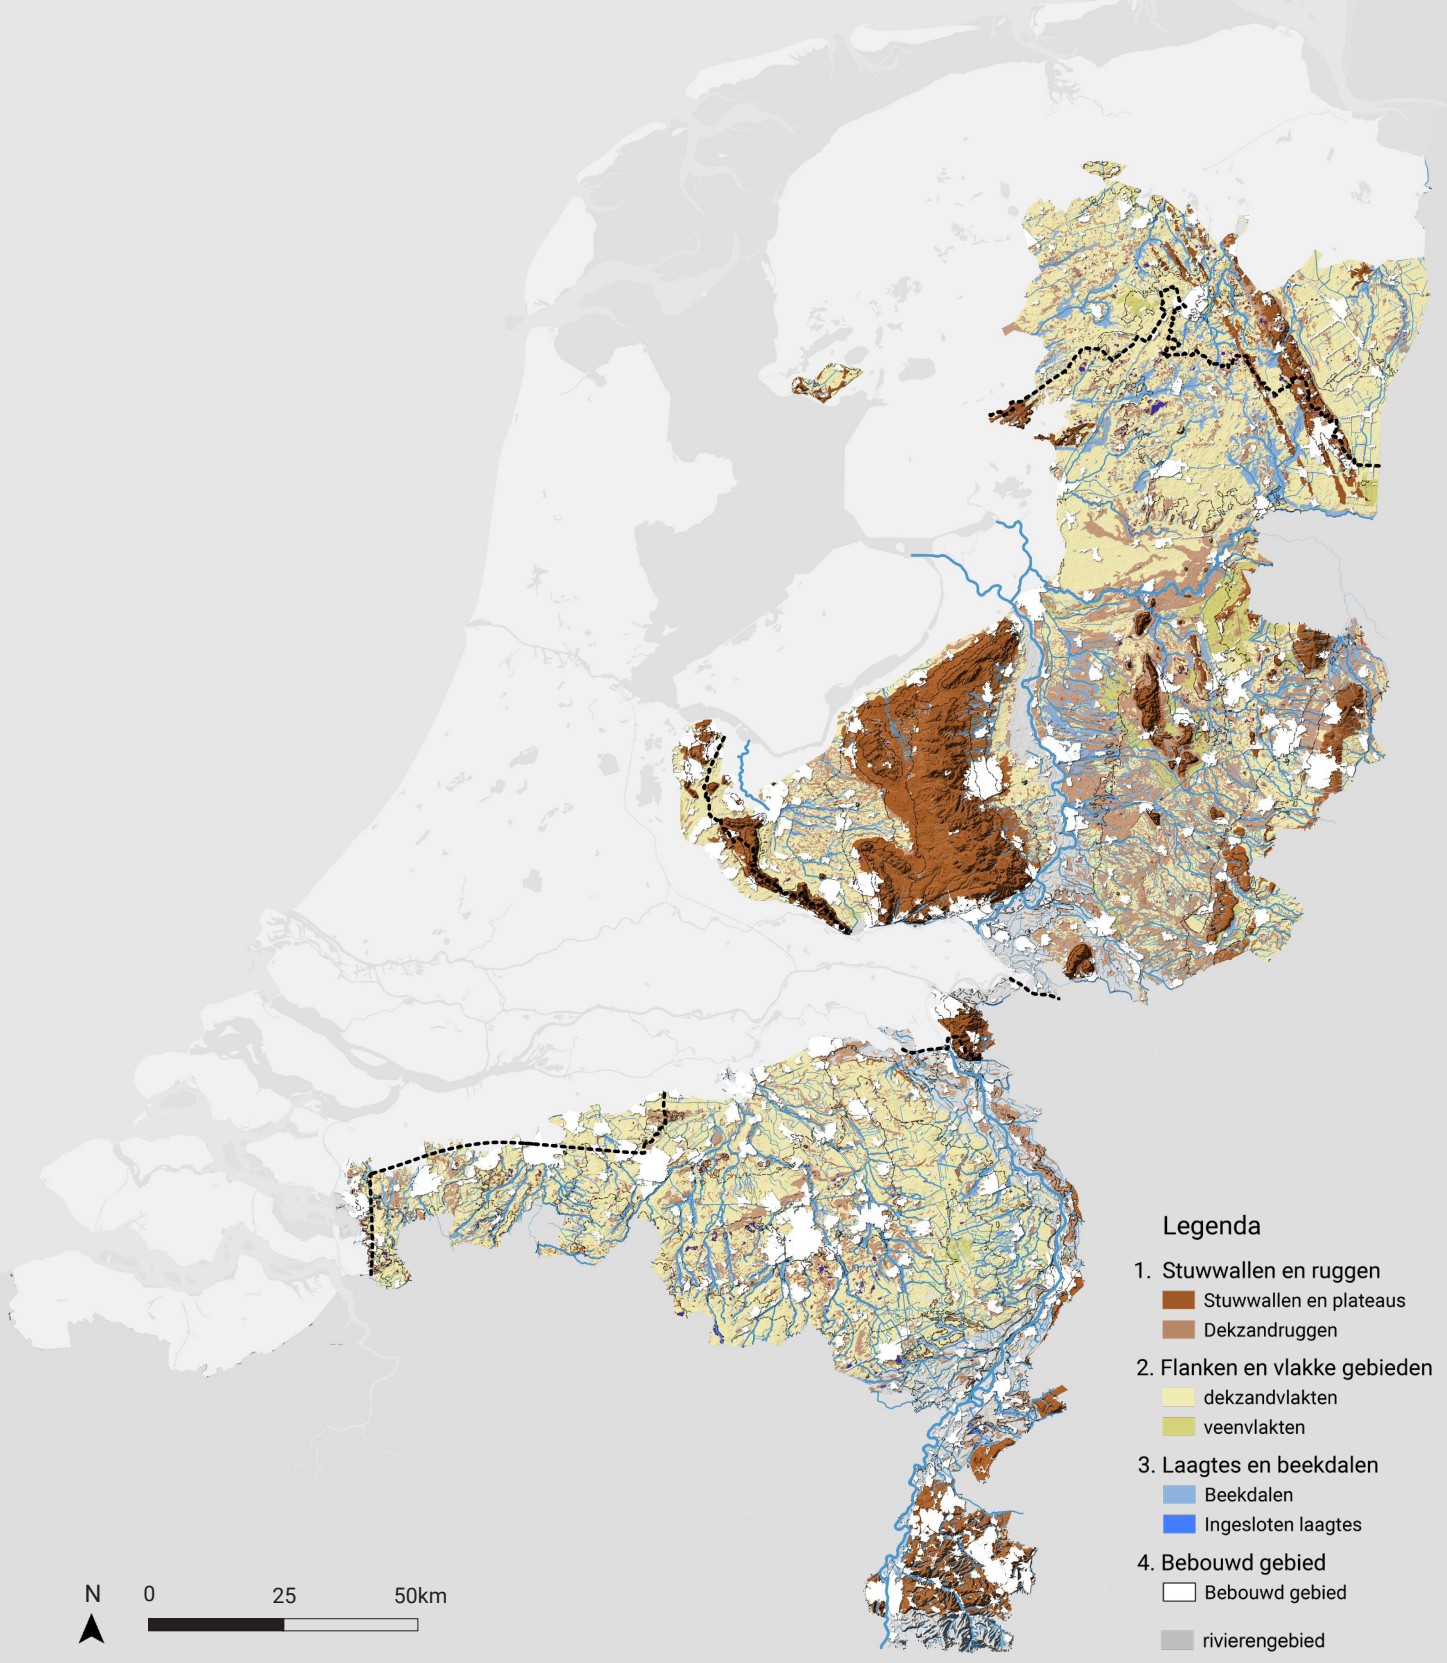 Legenda
1. Stuwwallen en ruggen
Stuwwallen en plateaus
Dekzandruggen
2. Flanken en vlakke gebieden
dekzandvlakten
veenvlakten
3. Laagtes en beekdalen
Beekdalen
Ingesloten laagtes
4. Bebouwd gebied
Bebouwd gebied
rivierengebied
N 0 25 50km